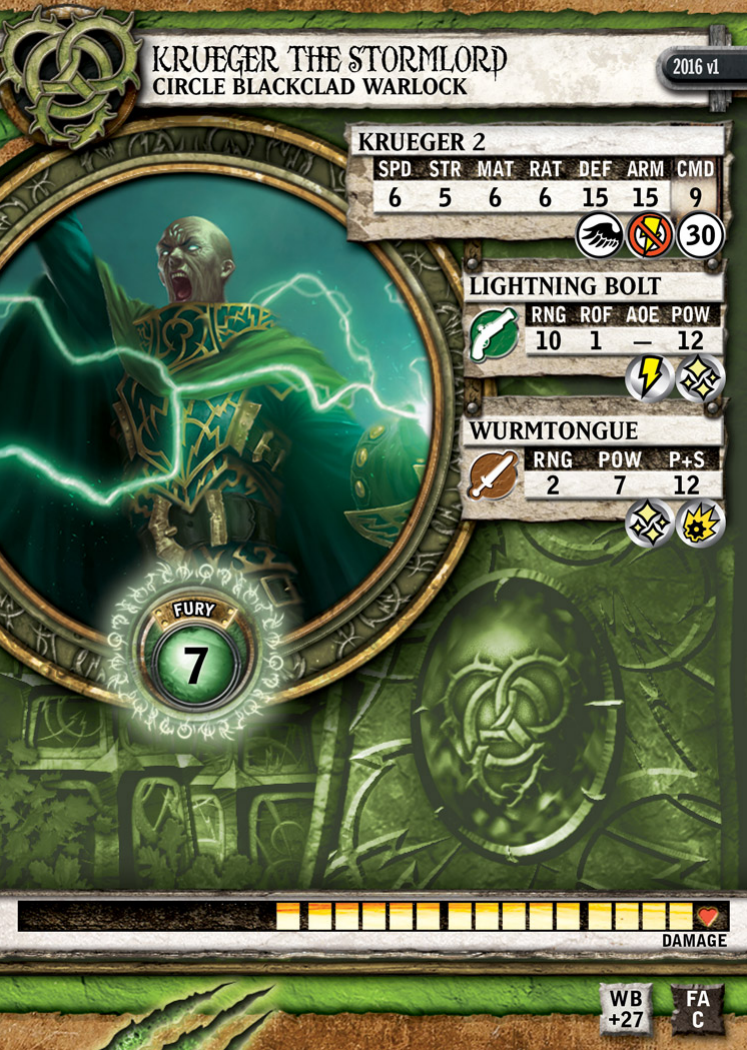 KRUEGER THE STORMLORD
CIRCLE BLACKCLAD WARLOCK
2016 v1
KRUEGER 2
SPD STR MAT RAT DEF ARM CMD
6 5 6 6 15 15 9
30
LIGHTNING BOLT
RNG ROF AOE POW
10 1 — 12
WURMTONGUE
RNG POW P+S
2 7 12
FURY
7
DAMAGE
WB
+27
FA
C